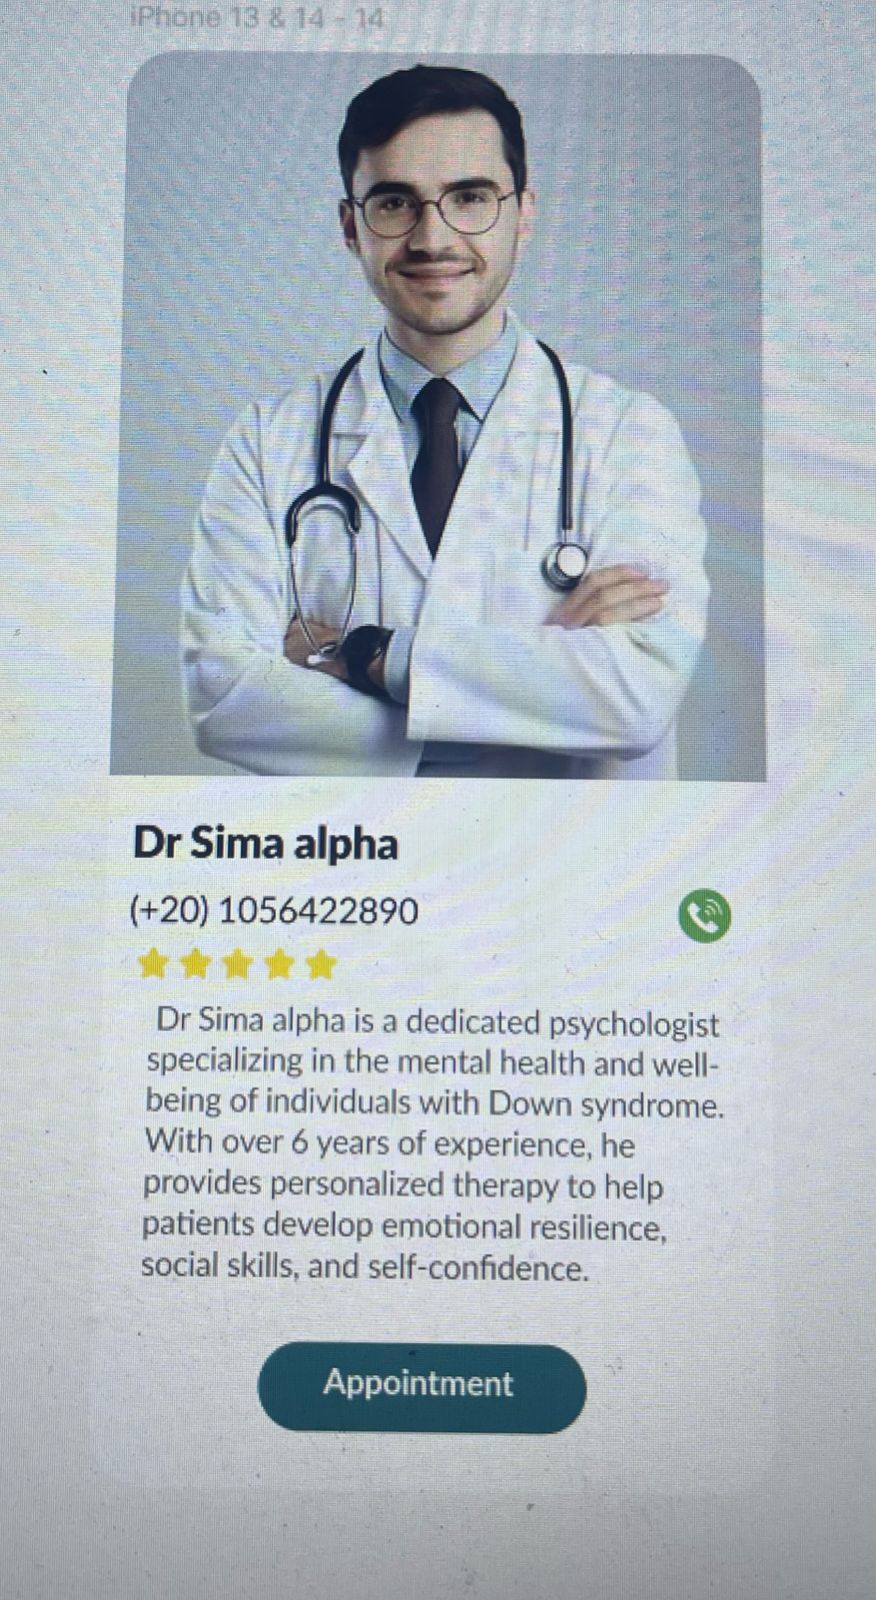 iPhone 13 & 14 - 14
Dr Sima alpha
(+20) 1056422890
Dr Sima alpha is a dedicated psychologist
specializing in the mental health and well-
being of individuals with Down syndrome.
With over 6 years of experience, he
provides personalized therapy to help
patients develop emotional resilience,
social skills, and self-confidence.
Appointment